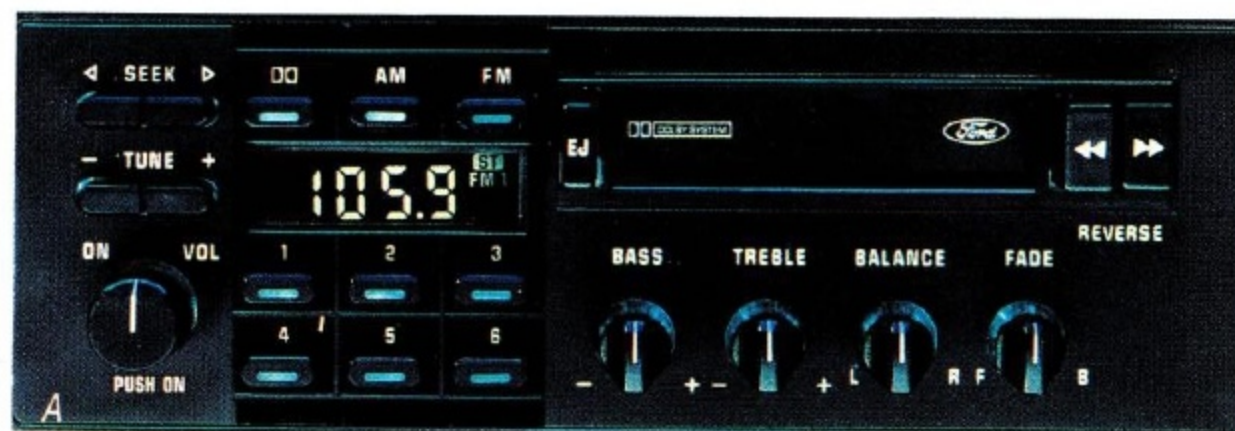 SEEK
AM FM
EJ DOLBY SYSTEM Ford
- TUNE +
105.9 ST
FM 1
REVERSE
ON VOL 1 2 3 BASS TREBLE BALANCE FADE
4 5 6
PUSH ON - + - + L R F B
A